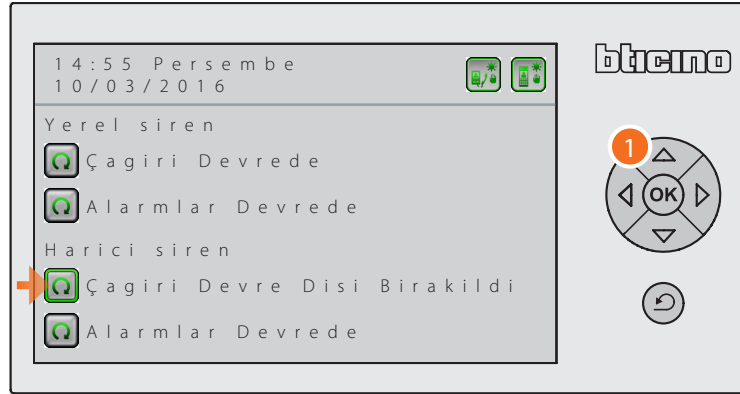 14:55 Persembe
10/03/2016
bticino
Yerel siren
Çagiri Devrede
Alarmlar Devrede
Harici siren
Çagiri Devre Disi Birakildi
Alarmlar Devrede
1
OK